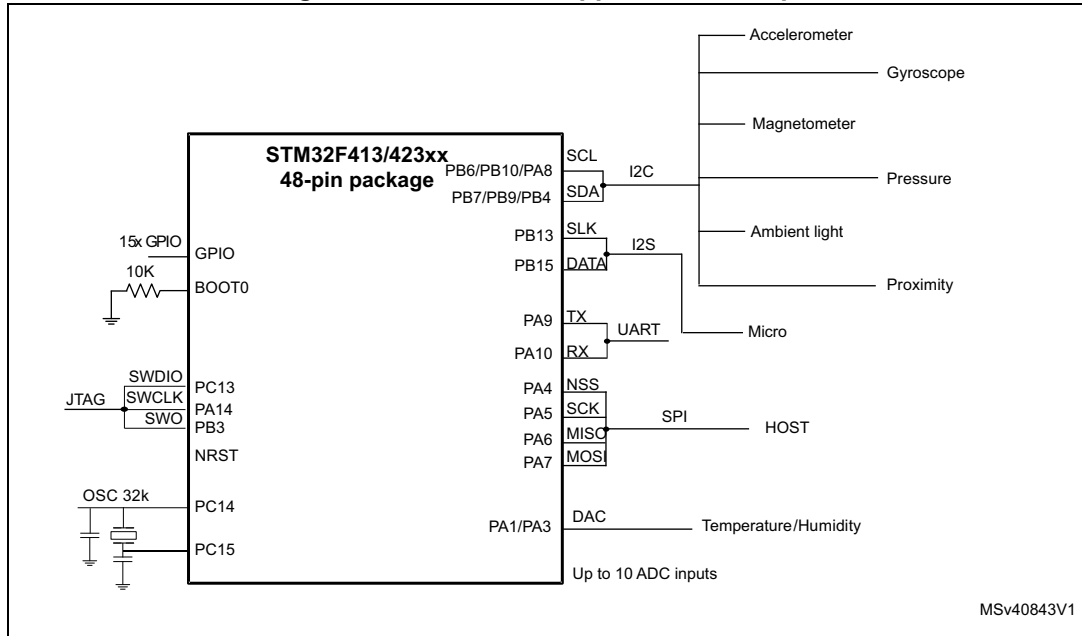 STM32F413/423xx
48-pin package
15x GPIO
GPIO
10K
BOOT0
SWDIO
JTAG
SWCLK
SWO
PC13
PA14
PB3
NRST
OSC 32k
PC14
PC15
PB6/PB10/PA8
SCL
PB7/PB9/PB4
SDA
I2C
PB13
SLK
PB15
DATA
I2S
PA9
TX
PA10
RX
UART
PA4
NSS
PA5
SCK
PA6
MISO
PA7
MOSI
SPI
HOST
PA1/PA3
DAC
Temperature/Humidity
Up to 10 ADC inputs
Accelerometer
Gyroscope
Magnetometer
Pressure
Ambient light
Proximity
Micro
MSv40843V1